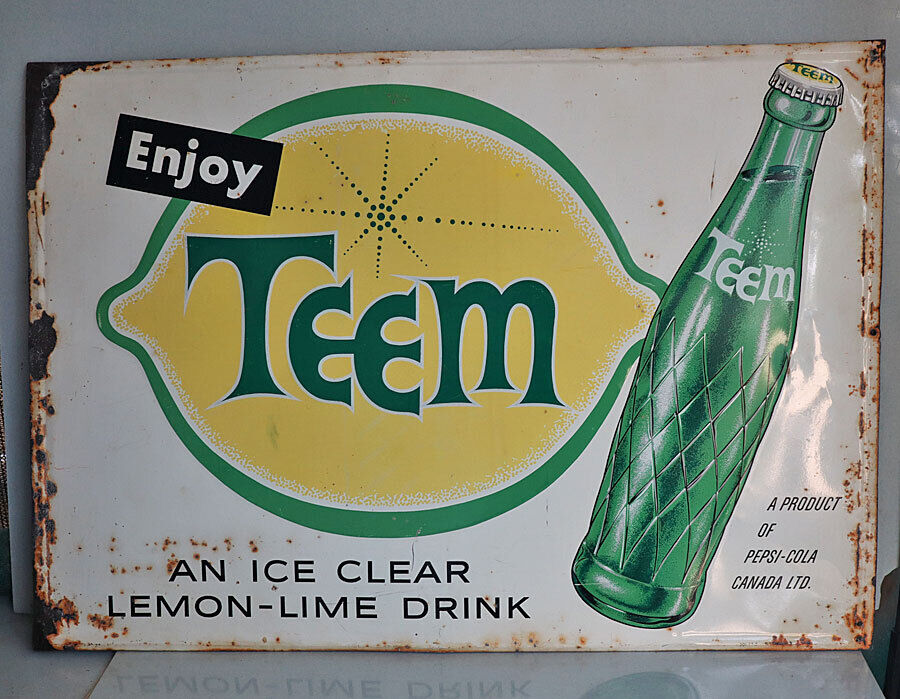 Enjoy
Teem
AN ICE CLEAR
LEMON-LIME DRINK
TEEM
Teem
A PRODUCT
OF
PEPSI-COLA
CANADA LTD.
LEMON-LIME DRINK